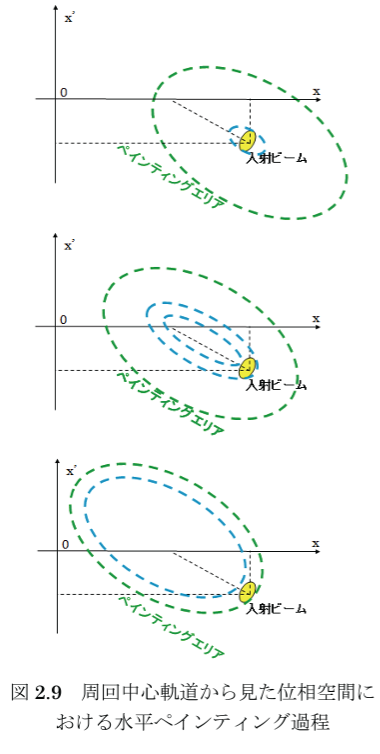 x'
0
x
入射ビーム
ペインティングエリア
x'
0
x
入射ビーム
ペインティングエリア
x'
0
x
入射ビーム
ペインティングエリア
図 2.9 周回中心軌道から見た位相空間に
おける水平ペインティング過程